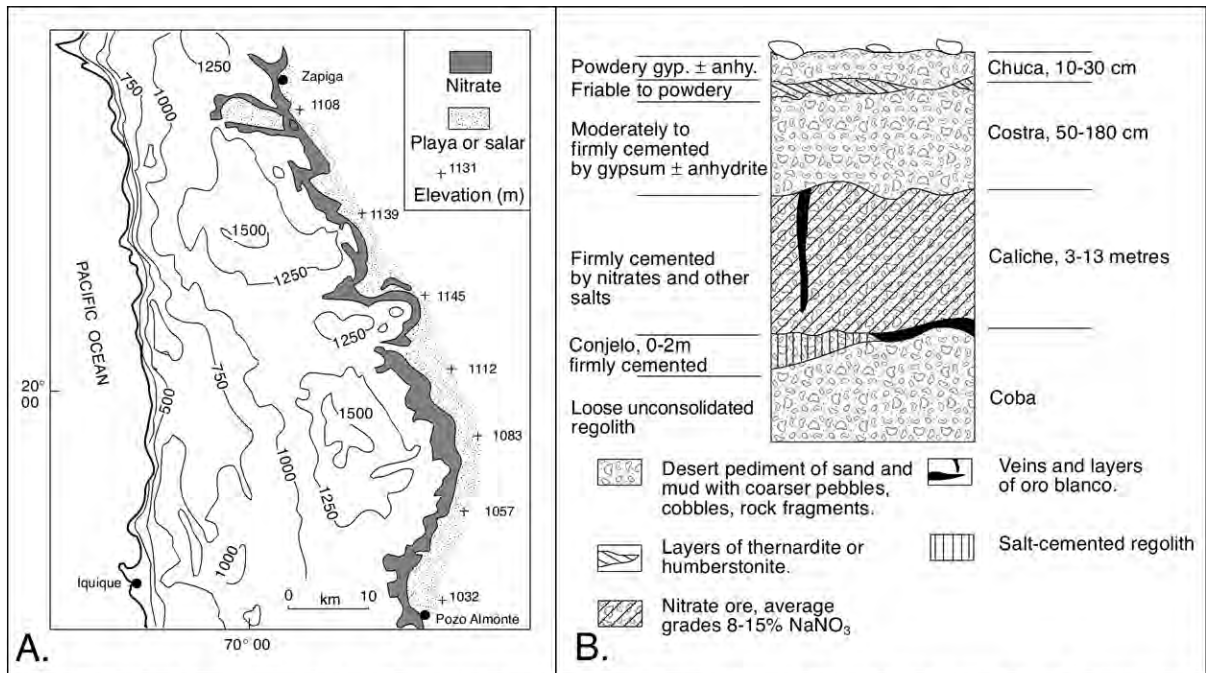 1250
750
1000
Zapiga
1108
Nitrate
Playa or salar
1131
Elevation (m)
1139
1500
1250
PACIFIC OCEAN
1145
1250
20°
00
500
750
1112
1500
1083
1000
1250
1057
1000
Iquique
0 10
km
1032
Pozo Almonte
A.
70° 00
Powdery gyp. ± anhy.
Friable to powdery
Moderately to
firmly cemented
by gypsum ± anhydrite
Firmly cemented
by nitrates and other
salts
Conjelo, 0-2m
firmly cemented
Loose unconsolidated
regolith
Chuca, 10-30 cm
Costra, 50-180 cm
Caliche, 3-13 metres
Coba
Desert pediment of sand and
mud with coarser pebbles,
cobbles, rock fragments.
Layers of thernardite or
humberstonite.
Nitrate ore, average
grades 8-15% NaNO₃
Veins and layers
of oro blanco.
Salt-cemented regolith
B.